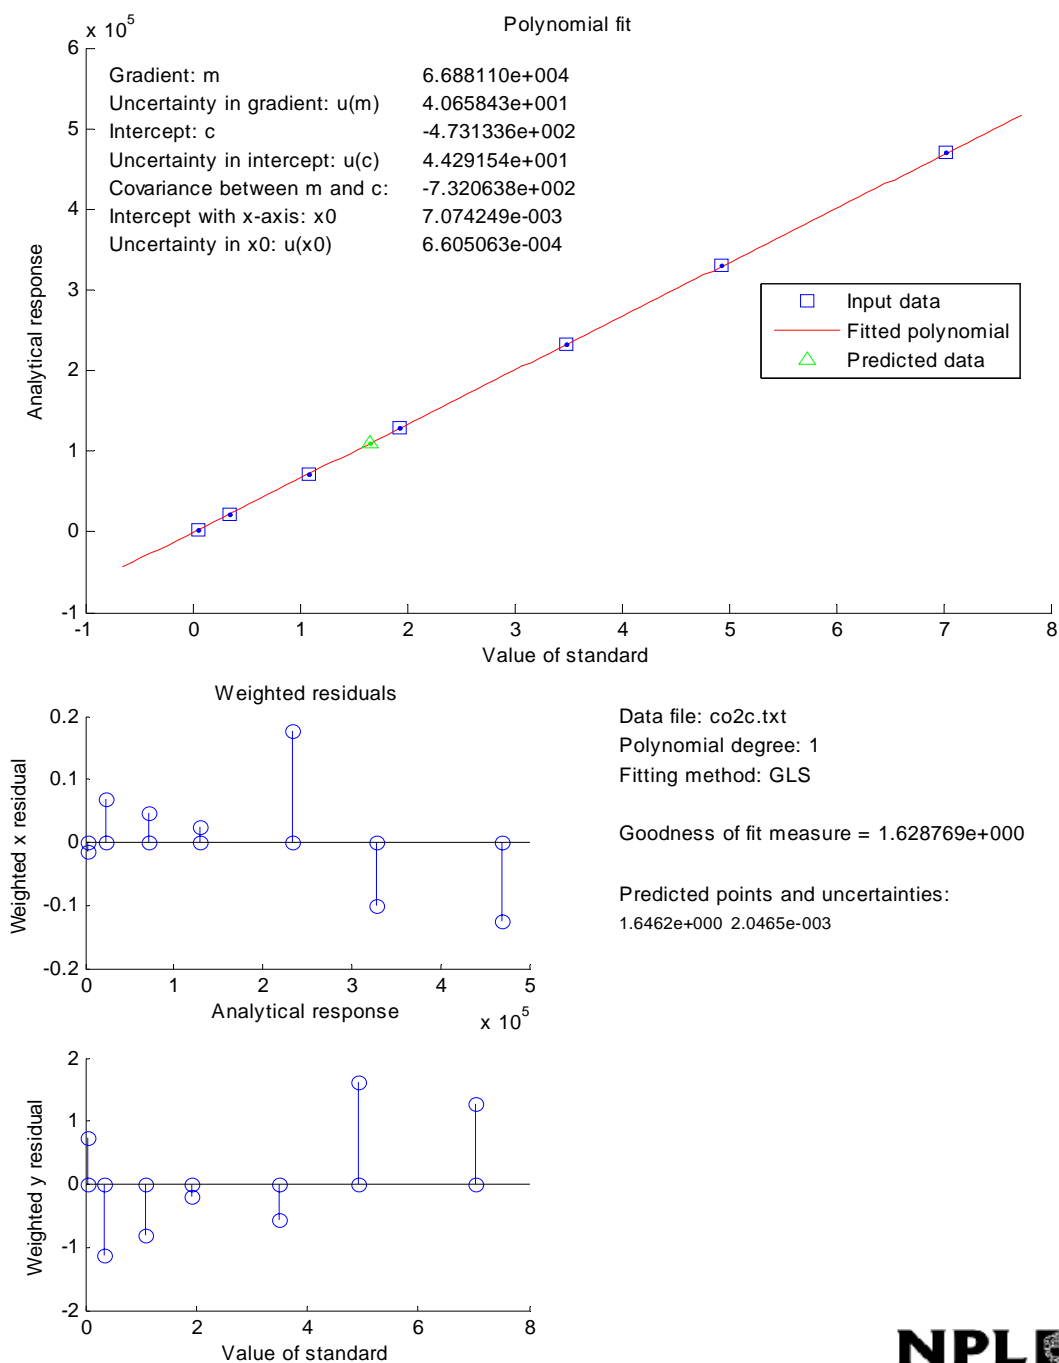 Polynomial fit
x 10^5
Gradient: m 6.688110e+004
Uncertainty in gradient: u(m) 4.065843e+001
Intercept: c -4.731336e+002
Uncertainty in intercept: u(c) 4.429154e+001
Covariance between m and c: -7.320638e+002
Intercept with x-axis: x0 7.074249e-003
Uncertainty in x0: u(x0) 6.605063e-004
6
5
4
3
2
1
0
-1
Analytical response
Input data
Fitted polynomial
Predicted data
-1 0 1 2 3 4 5 6 7 8
Value of standard
Weighted residuals
0.2
0.1
0
-0.1
-0.2
Weighted x residual
0 1 2 3 4 5
Analytical response
x 10^5
Data file: co2c.txt
Polynomial degree: 1
Fitting method: GLS
Goodness of fit measure = 1.628769e+000
Predicted points and uncertainties:
1.6462e+000 2.0465e-003
2
1
0
-1
-2
Weighted y residual
0 2 4 6 8
Value of standard
NPL